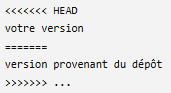 <<<<<<< HEAD
votre version
=======
version provenant du dépôt
>>>>>>> ...